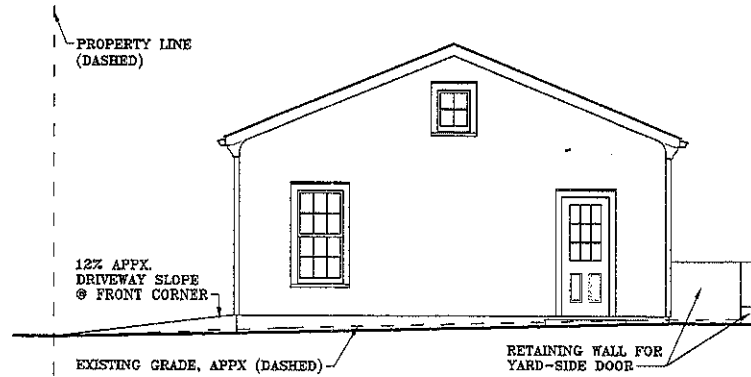 PROPERTY LINE
(DASHED)
12% APPX.
DRIVEWAY SLOPE
@ FRONT CORNER
EXISTING GRADE, APPX (DASHED)
RETAINING WALL FOR
YARD-SIDE DOOR